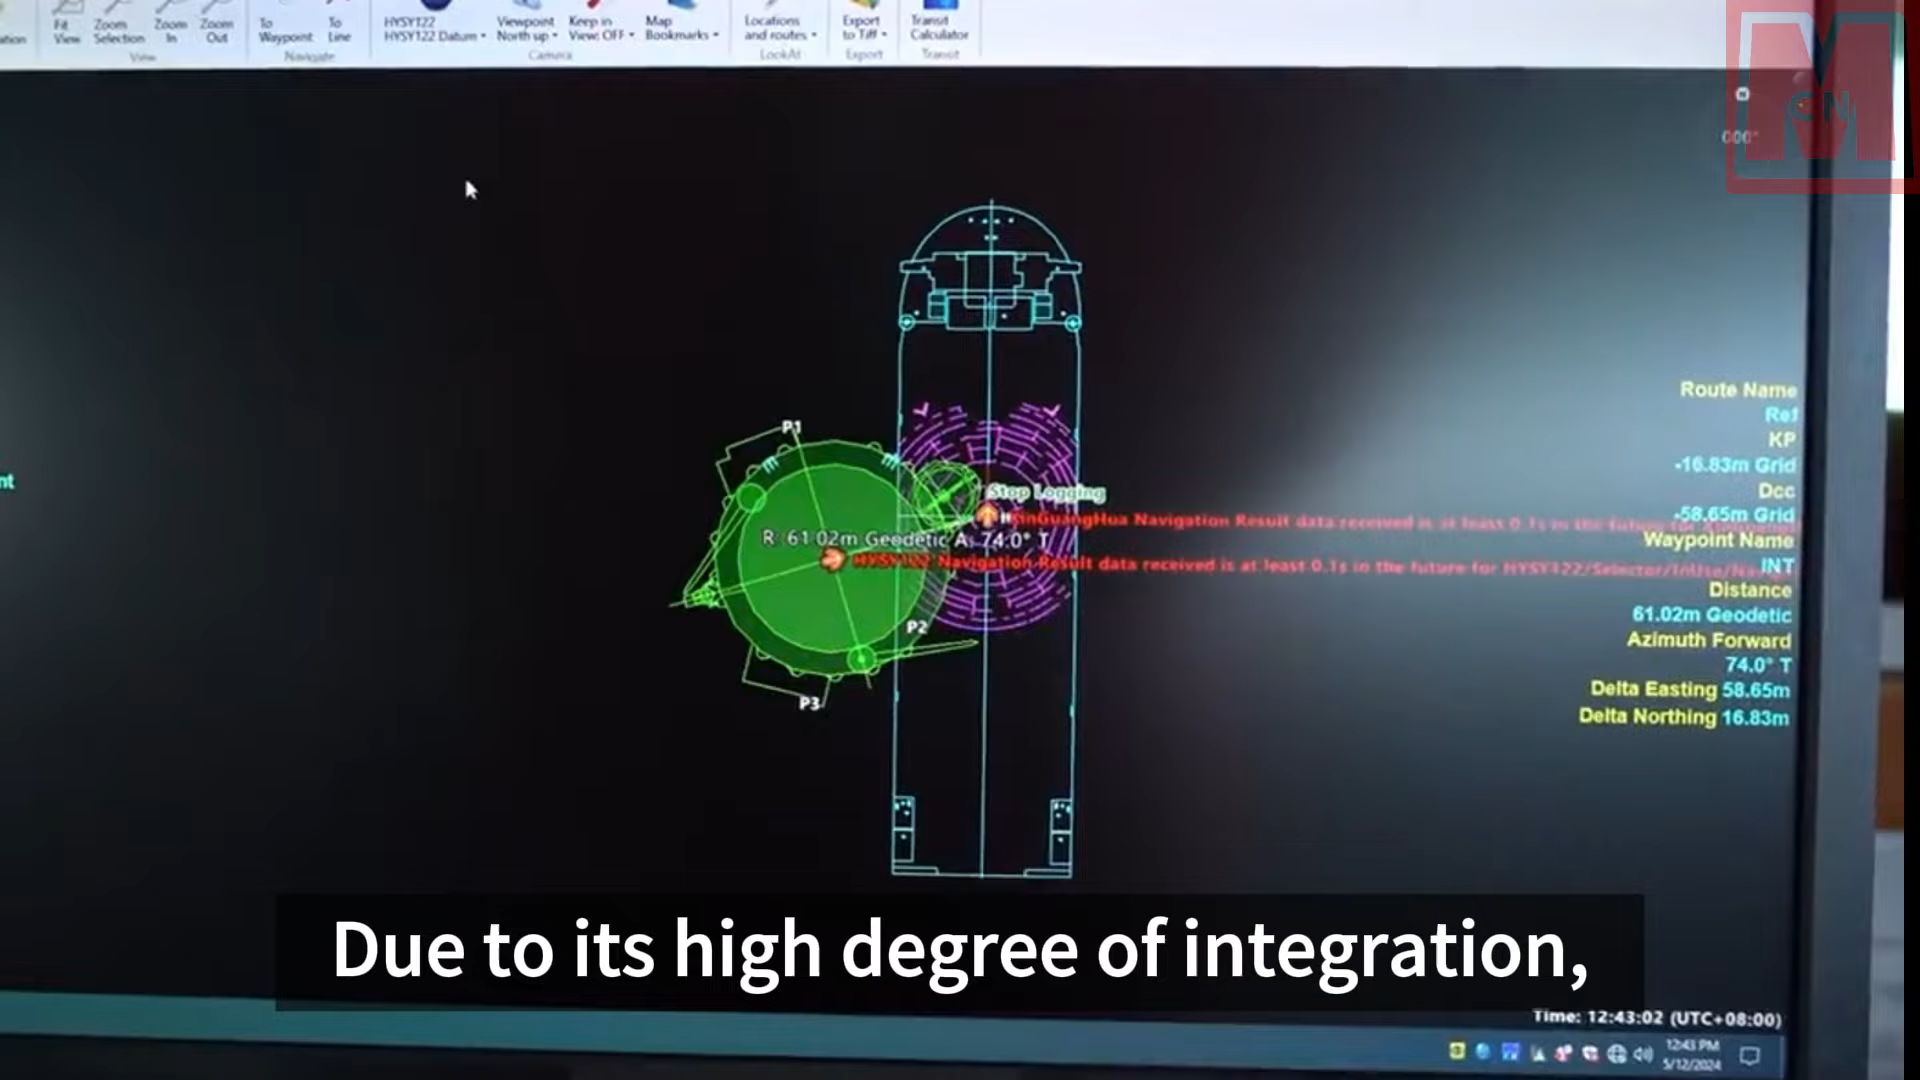 Fit
View
Zoom
Selection
Zoom
In
Zoom
Out
View
To
Waypoint
To
Line
Navigate
HYSY122
HYSY122 Datum
Viewpoint
North up
Keep in
View: OFF
Map
Bookmarks
Camera
Locations
and routes
LookAt
Export
to Tiff
Export
Transit
Calculator
Transit
M
CN
000°
nt
P1
Stop Logging
XinGuangHua Navigation Result data received is at least 0.1s in the future for
R: 61.02m Geodetic A: 74.0° T
HYSY122 Navigation Result data received is at least 0.1s in the future for HYSY122/Selector/InUse/
P2
P3
Route Name
Ref
KP
-16.83m Grid
Dcc
-58.65m Grid
Waypoint Name
INT
Distance
61.02m Geodetic
Azimuth Forward
74.0° T
Delta Easting 58.65m
Delta Northing 16.83m
Due to its high degree of integration,
Time: 12:43:02 (UTC+08:00)
12:43 PM
5/12/2024